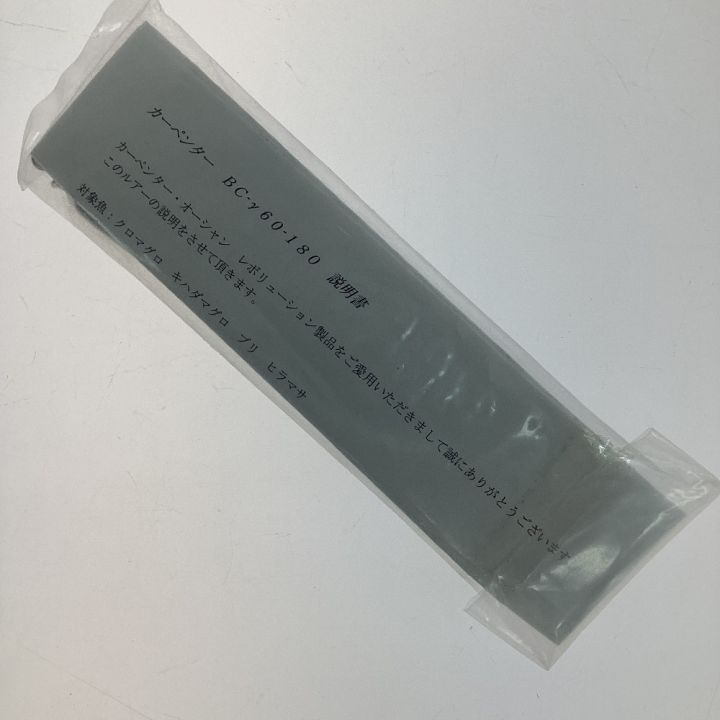 カーペンター BC-γ60-180 説明書
カーペンター・オーシャン レボリューション製品をご愛用いただきまして誠にありがとうございます
このルアーの説明をさせて頂きます。
対象魚：クロマグロ キハダマグロ ブリ ヒラマサ